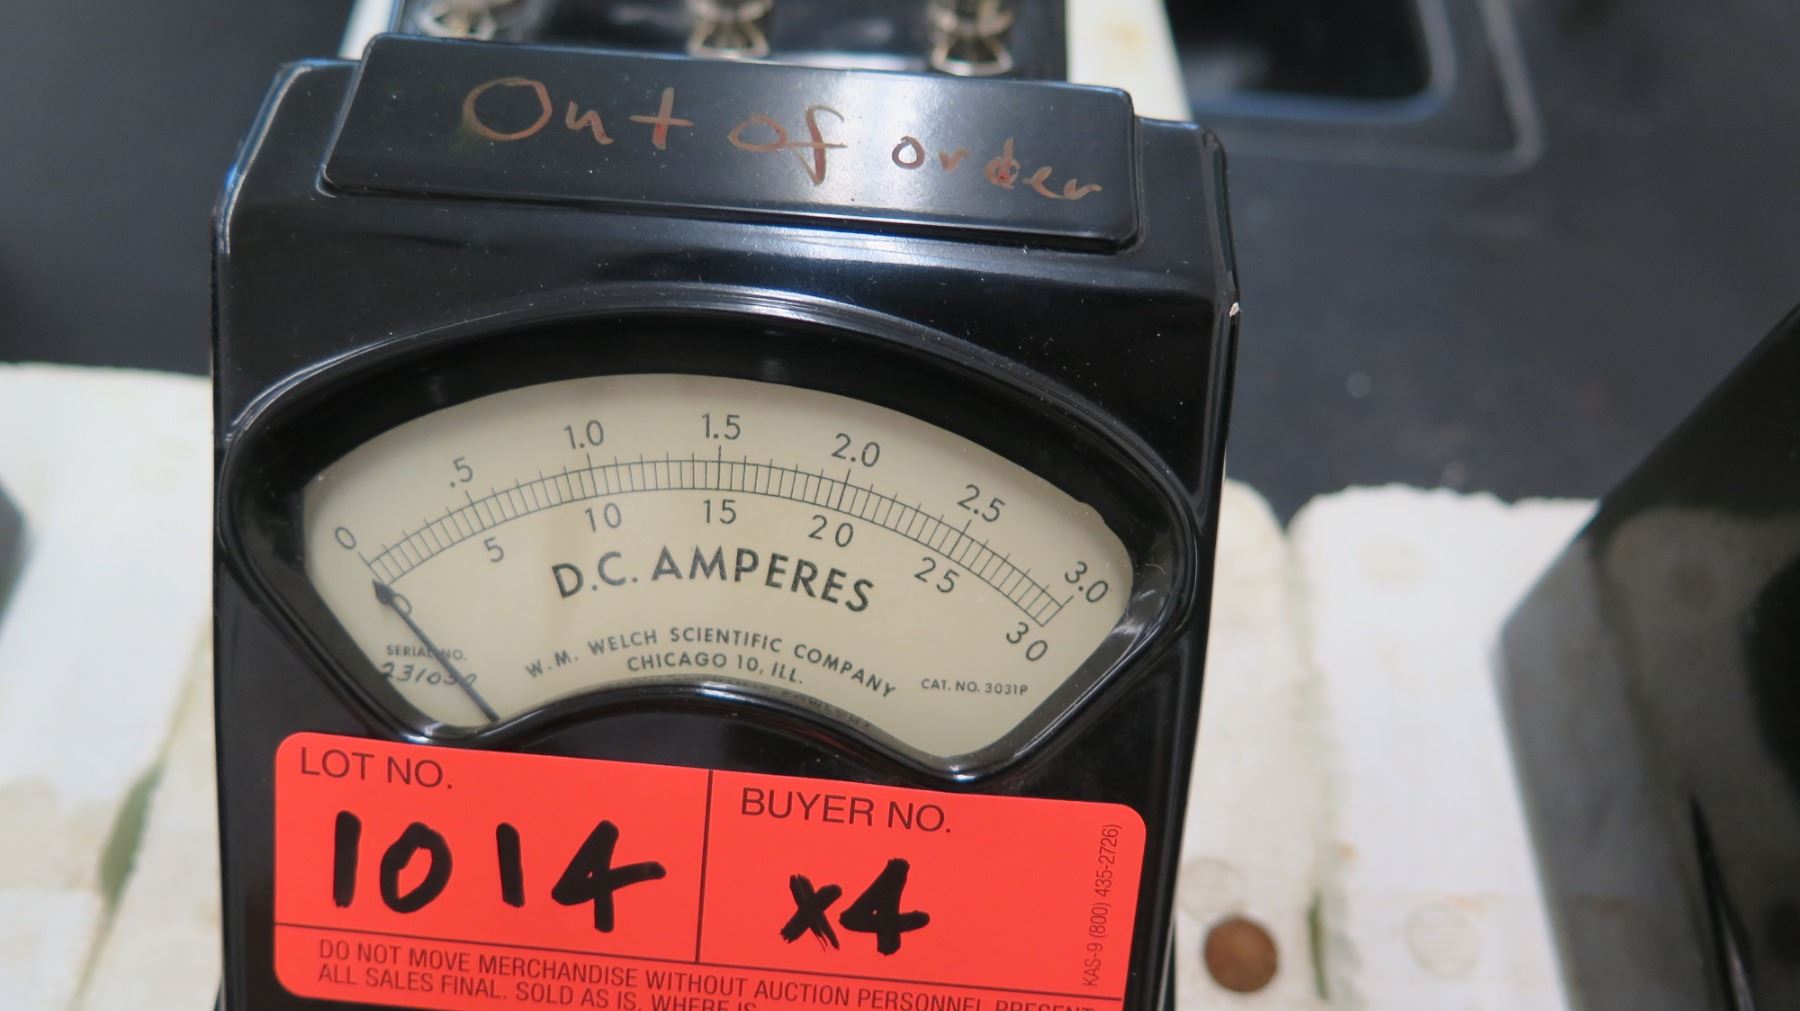 Out of order
0 .5 1.0 1.5 2.0 2.5 3.0
0 5 10 15 20 25 30
D.C. AMPERES
W.M. WELCH SCIENTIFIC COMPANY
CHICAGO 10, ILL.
SERIAL NO.
CAT. NO. 3031P
LOT NO.
1014
BUYER NO.
x4
KAS-9 (800) 435-2726)
DO NOT MOVE MERCHANDISE WITHOUT AUCTION PERSONNEL PRESENT
ALL SALES FINAL. SOLD AS IS, WHERE IS